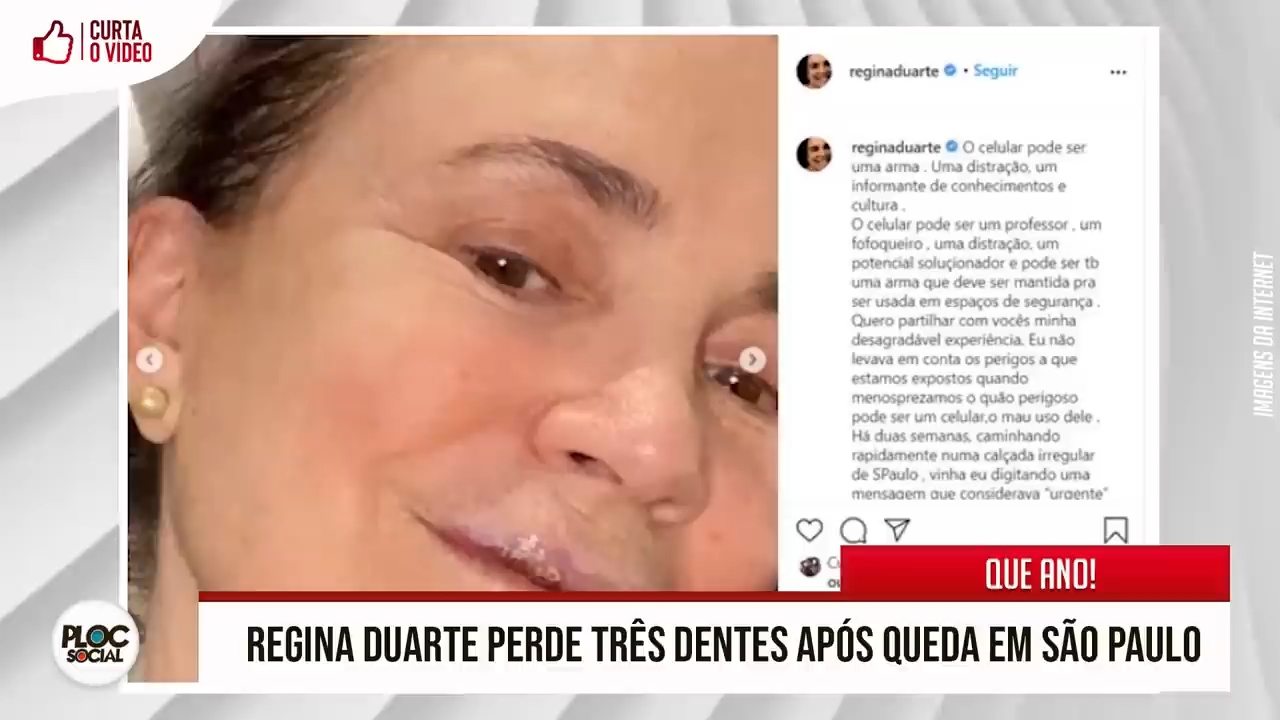 CURTA
O VIDEO
reginaduarte • Seguir
reginaduarte O celular pode ser
uma arma . Uma distração, um
informante de conhecimentos e
cultura .
O celular pode ser um professor , um
fofoqueiro , uma distração, um
potencial soluçionador e pode ser tb
uma arma que deve ser mantida pra
ser usada em espaços de segurança .
Quero partilhar com vocês minha
desagradável experiência. Eu não
levava em conta os perigos a que
estamos expostos quando
menosprezamos o quão perigoso
pode ser um celular,o mau uso dele .
Há duas semanas, caminhando
rapidamente numa calçada irregular
de SPaulo , vinha eu digitando uma
mensagem que considerava "urgente"
IMAGENS DA INTERNET
QUE ANO!
PLOC
SOCIAL
REGINA DUARTE PERDE TRÊS DENTES APÓS QUEDA EM SÃO PAULO